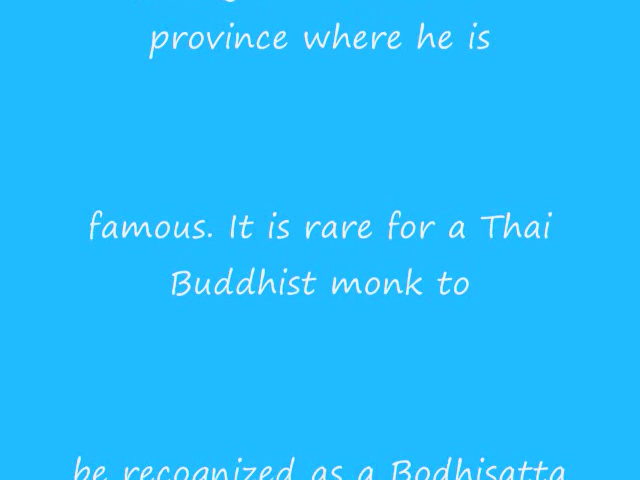 province where he is
famous. It is rare for a Thai
Buddhist monk to
be recognized as a Bodhisatta